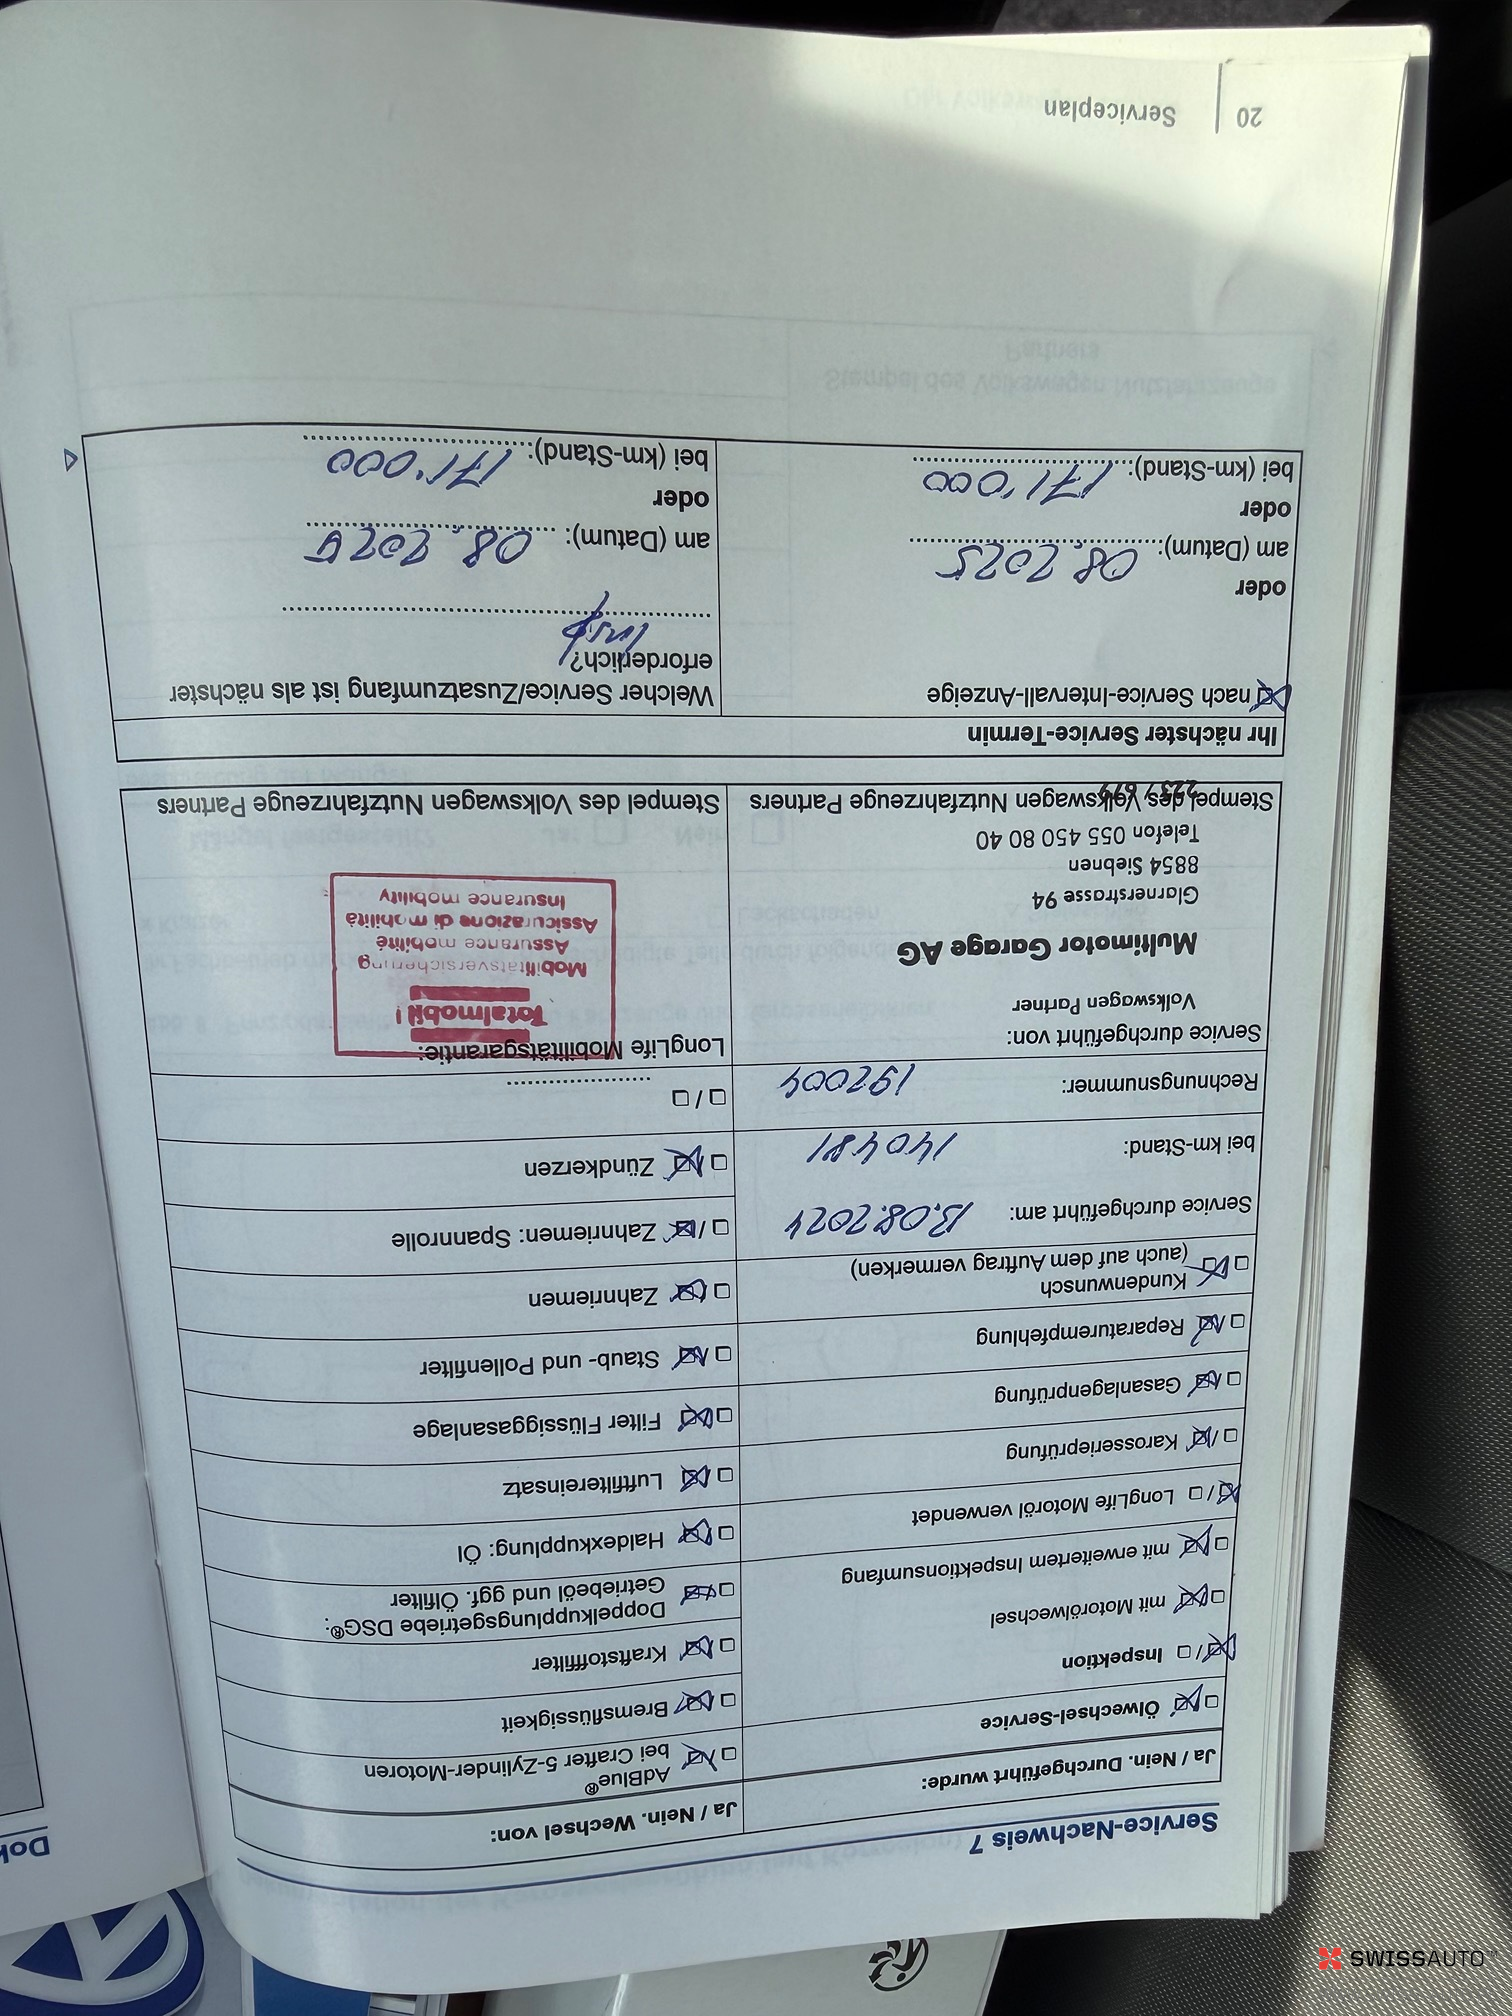 Service-Nachweis 7
Ja / Nein. Durchgeführt wurde:
Ölwechsel-Service
Inspektion
mit Motorölwechsel
mit erweitertem Inspektionsumfang
LongLife Motoröl verwendet
Karosserieprüfung
Gasanlagenprüfung
Reparaturempfehlung
Kundenwunsch
(auch auf dem Auftrag vermerken)
Service durchgeführt am: 13.08.2024
bei km-Stand: 140481
Rechnungsnummer: 192004
Service durchgeführt von:
Volkswagen Partner
Multimotor Garage AG
Glarnerstrasse 94
8854 Siebnen
Telefon 055 450 80 40
Stempel des Volkswagen Nutzfahrzeuge Partners
Ja / Nein. Wechsel von:
AdBlue®
bei Crafter 5-Zylinder-Motoren
Bremsflüssigkeit
Kraftstofffilter
Doppelkupplungsgetriebe DSG®:
Getriebeöl und ggf. Ölfilter
Haldexkupplung: Öl
Luftfiltereinsatz
Filter Flüssiggasanlage
Staub- und Pollenfilter
Zahnriemen
Zahnriemen: Spannrolle
Zündkerzen
LongLife Mobilitätsgarantie:
Totalmobil!
Mobilitätsversicherung
Assurance mobilité
Assicurazione di mobilità
Insurance mobility
Stempel des Volkswagen Nutzfahrzeuge Partners
Ihr nächster Service-Termin
nach Service-Intervall-Anzeige
oder
am (Datum): 08.2025
oder
bei (km-Stand): 171'000
Welcher Service/Zusatzumfang ist als nächster
erforderlich?
Insp
am (Datum): 08.2025
oder
bei (km-Stand): 171'000
20 | Serviceplan
Dok
SWISSAUTO